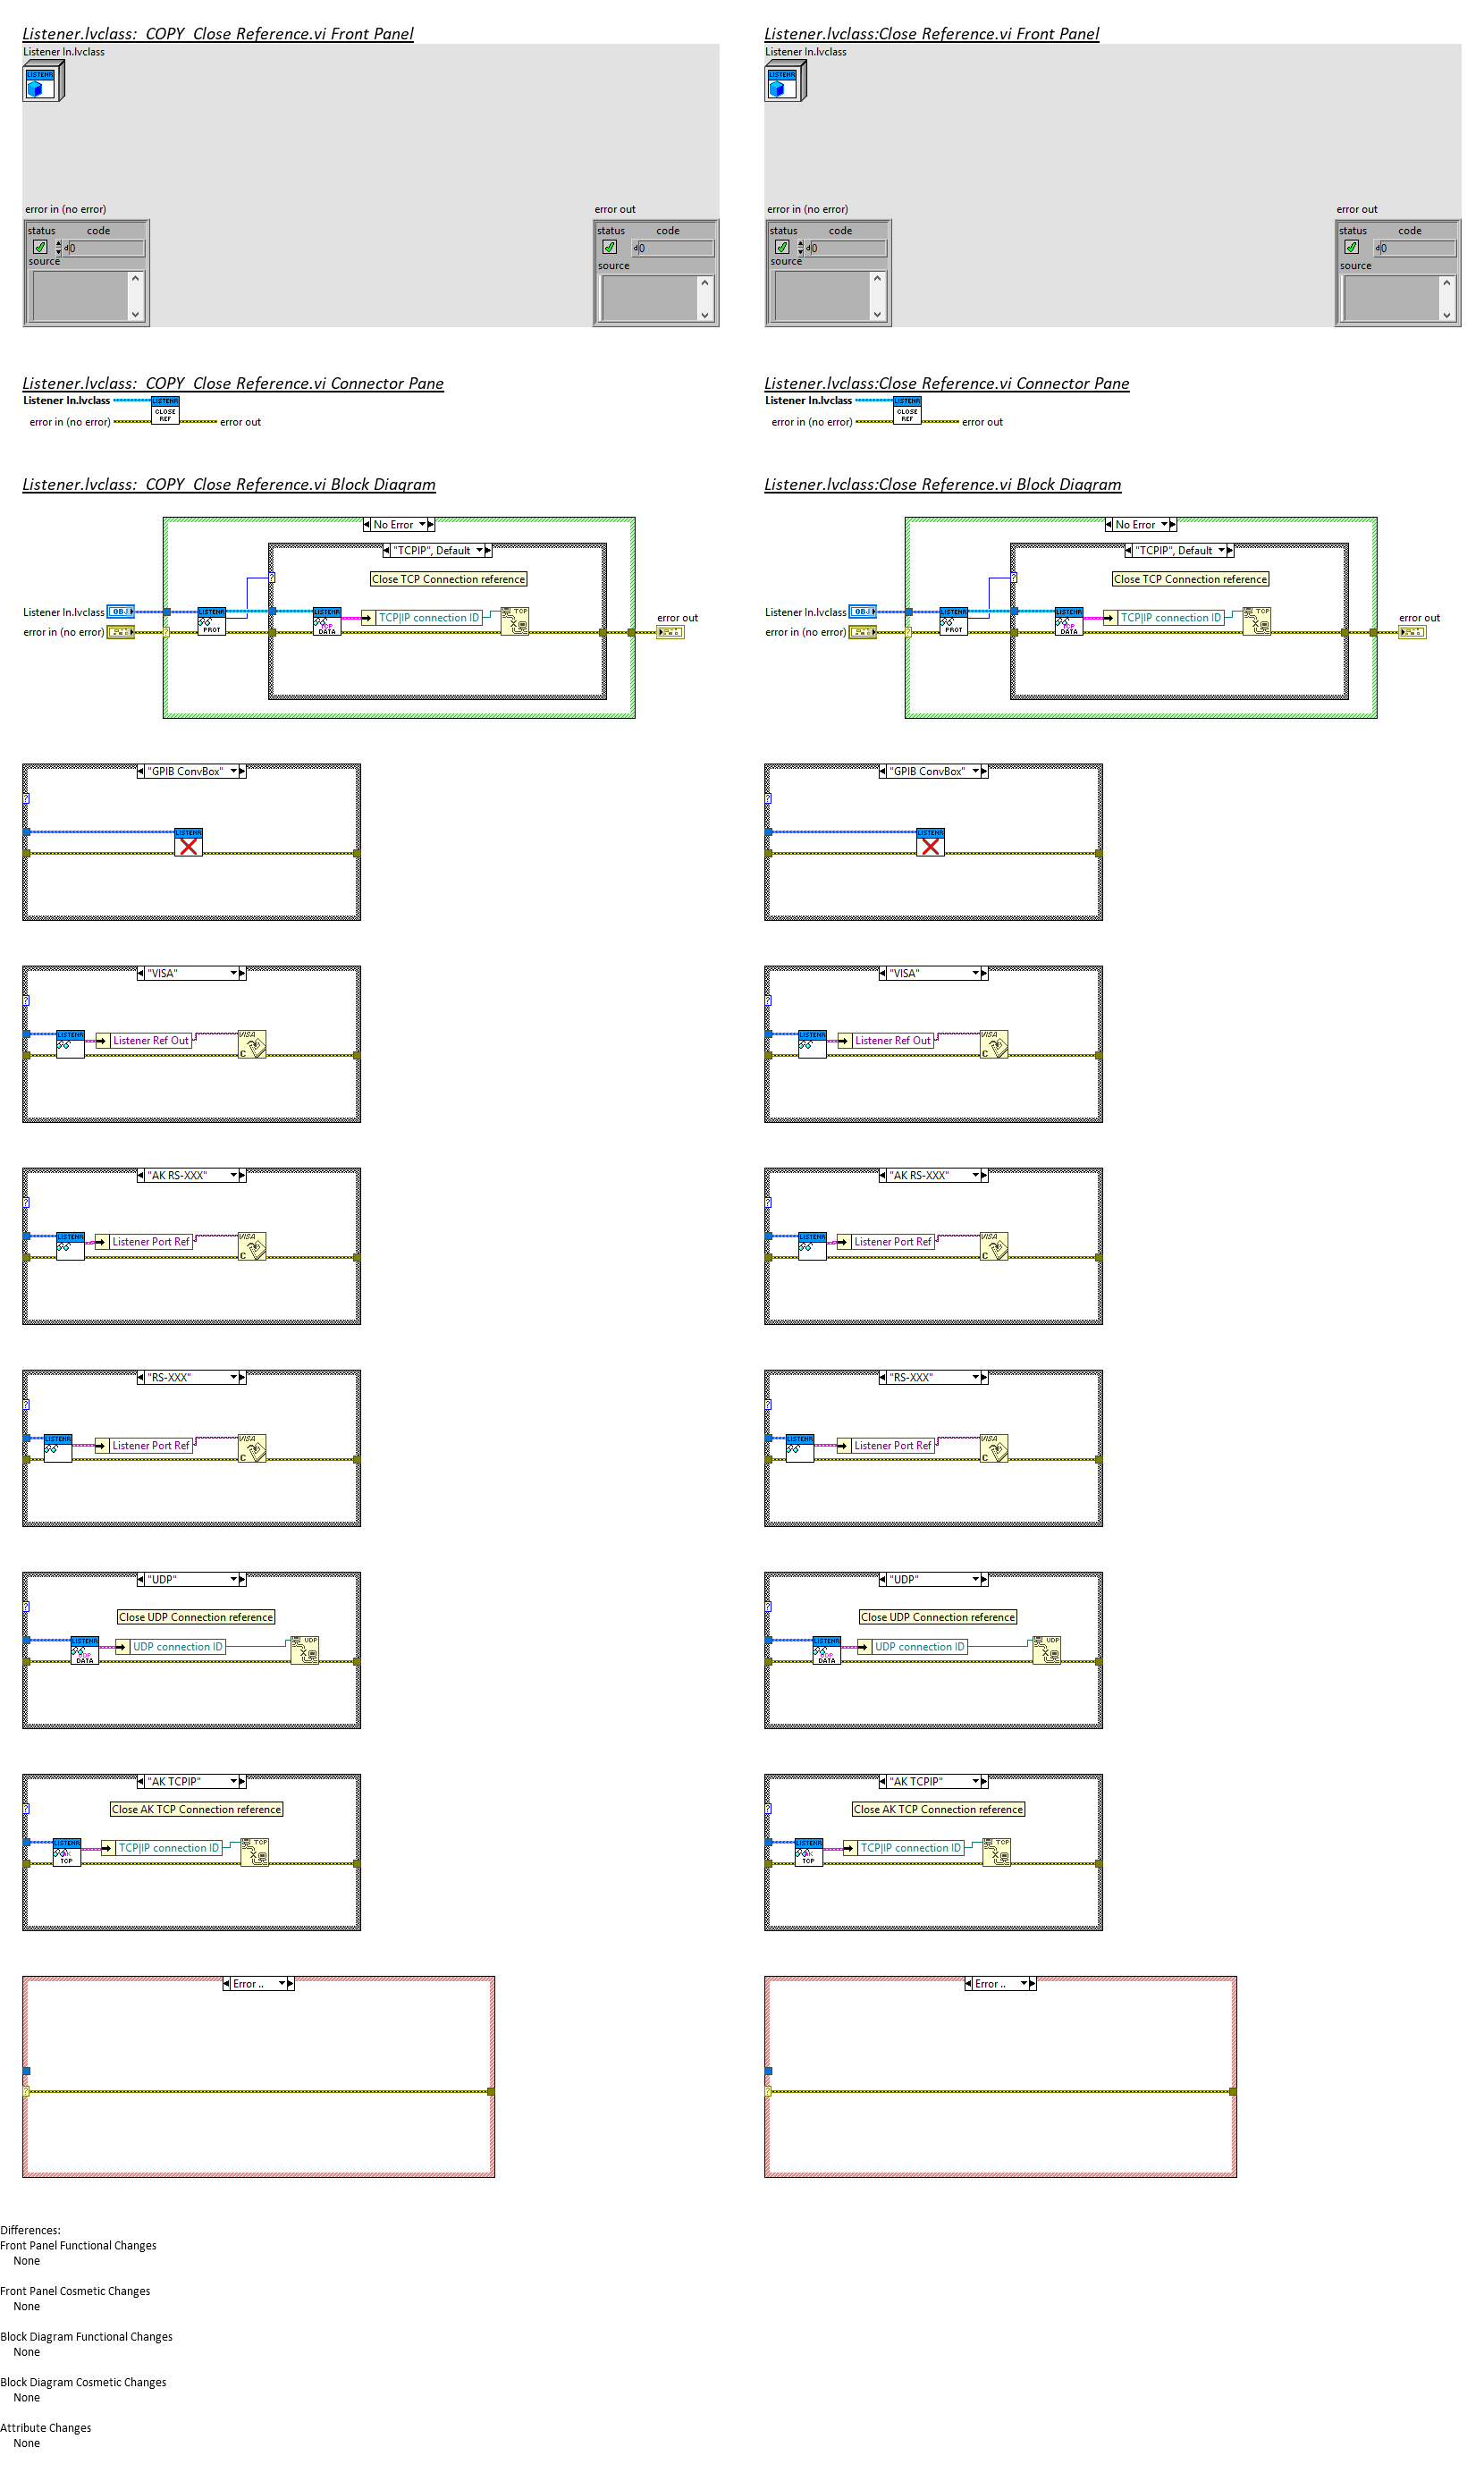 Listener.lvclass:_COPY_Close Reference.vi Front Panel
Listener.lvclass:Close Reference.vi Front Panel
Listener In.lvclass
Listener In.lvclass
LISTENR
LISTENR
error in (no error)
error out
error in (no error)
error out
status code
status code
status code
status code
0
0
0
0
source
source
source
source
Listener.lvclass:_COPY_Close Reference.vi Connector Pane
Listener.lvclass:Close Reference.vi Connector Pane
Listener In.lvclass
LISTENR
Listener In.lvclass
LISTENR
CLOSE
REF
CLOSE
REF
error in (no error)
error out
error in (no error)
error out
Listener.lvclass:_COPY_Close Reference.vi Block Diagram
Listener.lvclass:Close Reference.vi Block Diagram
No Error
No Error
"TCPIP", Default
"TCPIP", Default
Close TCP Connection reference
Close TCP Connection reference
Listener In.lvclass
OBJ
LISTENR
PROT
LISTENR
TCP
DATA
TCP|IP connection ID
TCP
Listener In.lvclass
OBJ
LISTENR
PROT
LISTENR
TCP
DATA
TCP|IP connection ID
TCP
error in (no error)
error out
error in (no error)
error out
"GPIB ConvBox"
"GPIB ConvBox"
LISTENR
LISTENR
"VISA"
"VISA"
LISTENR
Listener Ref Out
VISA
C
LISTENR
Listener Ref Out
VISA
C
"AK RS-XXX"
"AK RS-XXX"
LISTENR
Listener Port Ref
VISA
C
LISTENR
Listener Port Ref
VISA
C
"RS-XXX"
"RS-XXX"
LISTENR
Listener Port Ref
VISA
C
LISTENR
Listener Port Ref
VISA
C
"UDP"
"UDP"
Close UDP Connection reference
Close UDP Connection reference
LISTENR
UDP
DATA
UDP connection ID
UDP
LISTENR
UDP
DATA
UDP connection ID
UDP
"AK TCPIP"
"AK TCPIP"
Close AK TCP Connection reference
Close AK TCP Connection reference
LISTENR
AK
TCP
TCP|IP connection ID
TCP
LISTENR
AK
TCP
TCP|IP connection ID
TCP
Error ..
Error ..
Differences:
Front Panel Functional Changes
None
Front Panel Cosmetic Changes
None
Block Diagram Functional Changes
None
Block Diagram Cosmetic Changes
None
Attribute Changes
None